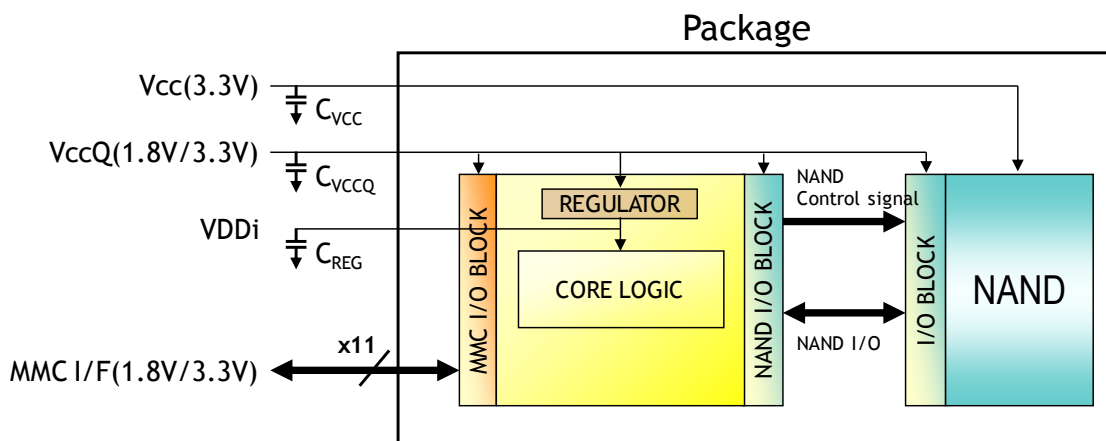 Package
Vcc(3.3V)
CVCC
VccQ(1.8V/3.3V)
CVCCQ
VDDi
CREG
MMC I/F(1.8V/3.3V)
x11
MMC I/O BLOCK
REGULATOR
CORE LOGIC
NAND I/O BLOCK
NAND
Control signal
NAND I/O
I/O BLOCK
NAND